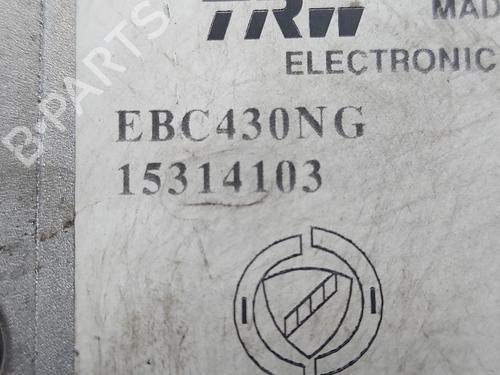 TRW
MAD
ELECTRONIC
EBC430NG
15314103
B-PARTS